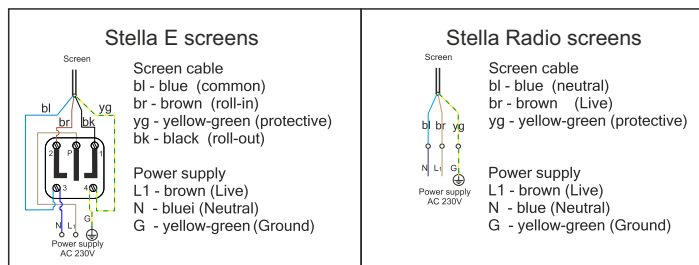 Stella E screens
Screen
Screen cable
bl - blue (common)
br - brown (roll-in)
yg - yellow-green (protective)
bk - black (roll-out)
bl
yg
br
bk
2
P
1
3
4
Power supply
L1 - brown (Live)
N - bluei (Neutral)
G - yellow-green (Ground)
N
L1
G
Power supply
AC 230V
Stella Radio screens
Screen
Screen cable
bl - blue (neutral)
br - brown (Live)
yg - yellow-green (protective)
bl
br
yg
N
L1
G
Power supply
AC 230V
Power supply
L1 - brown (Live)
N - blue (Neutral)
G - yellow-green (Ground)